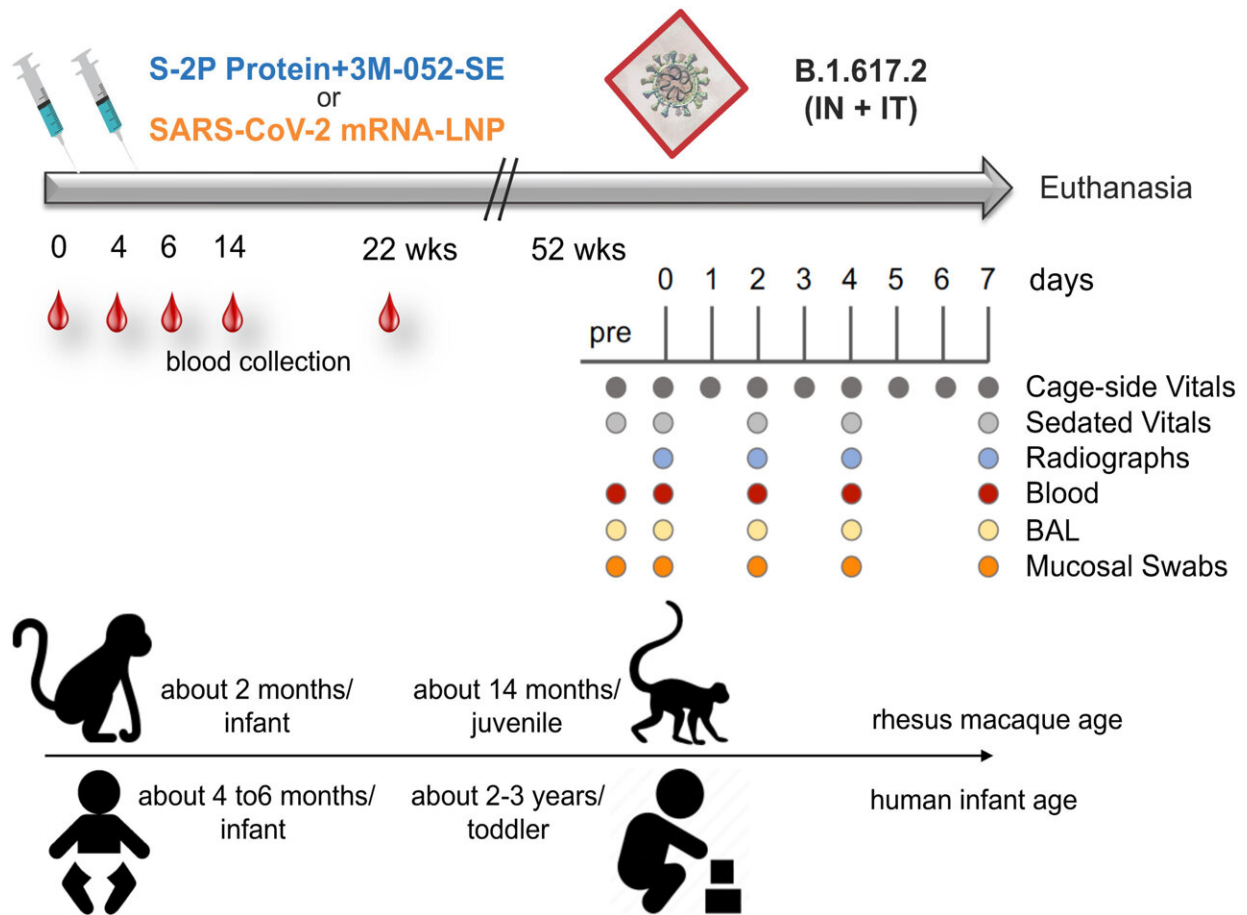 S-2P Protein+3M-052-SE
or
SARS-CoV-2 mRNA-LNP
B.1.617.2
(IN + IT)
Euthanasia
0 4 6 14 22 wks 52 wks
blood collection
0 1 2 3 4 5 6 7 days
pre
Cage-side Vitals
Sedated Vitals
Radiographs
Blood
BAL
Mucosal Swabs
about 2 months/
infant
about 14 months/
juvenile
rhesus macaque age
about 4 to6 months/
infant
about 2-3 years/
toddler
human infant age